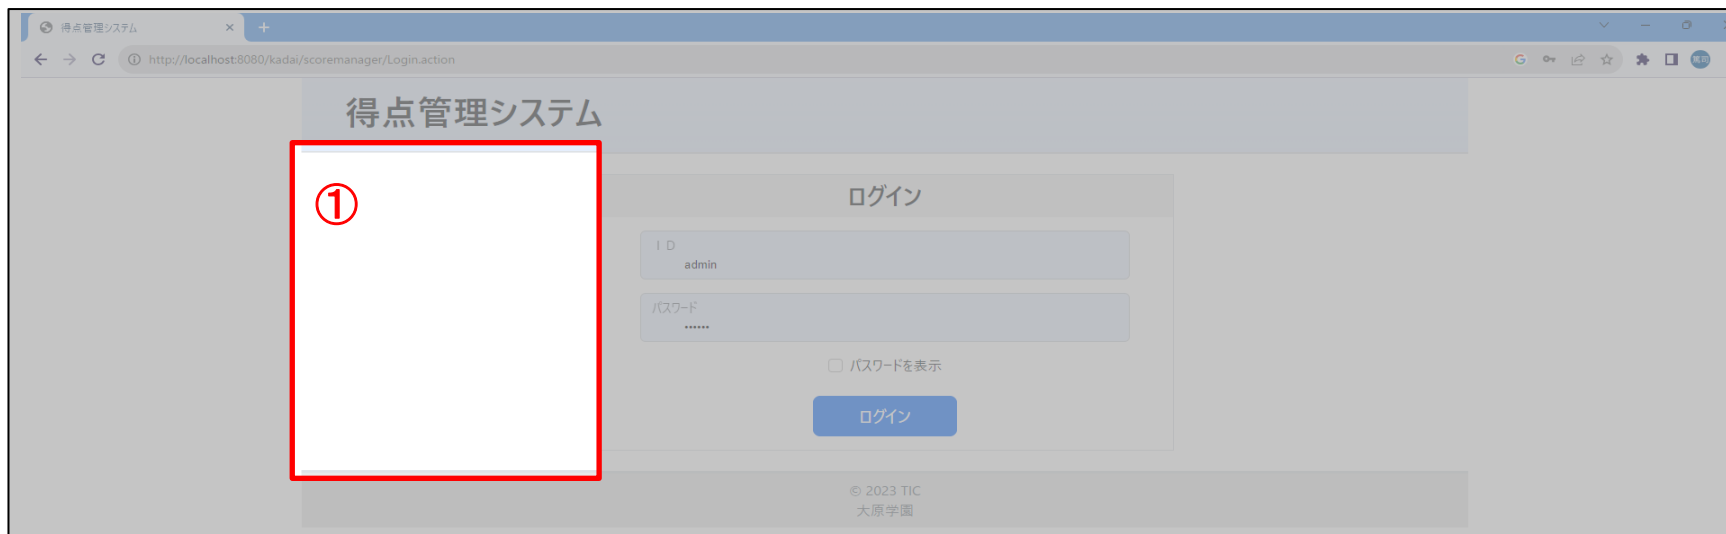 得点管理システム
http://localhost:8080/kadai/scoremanager/Login.action
得点管理システム
①
ログイン
ＩＤ
admin
パスワード
••••••
パスワードを表示
ログイン
© 2023 TIC
大原学園